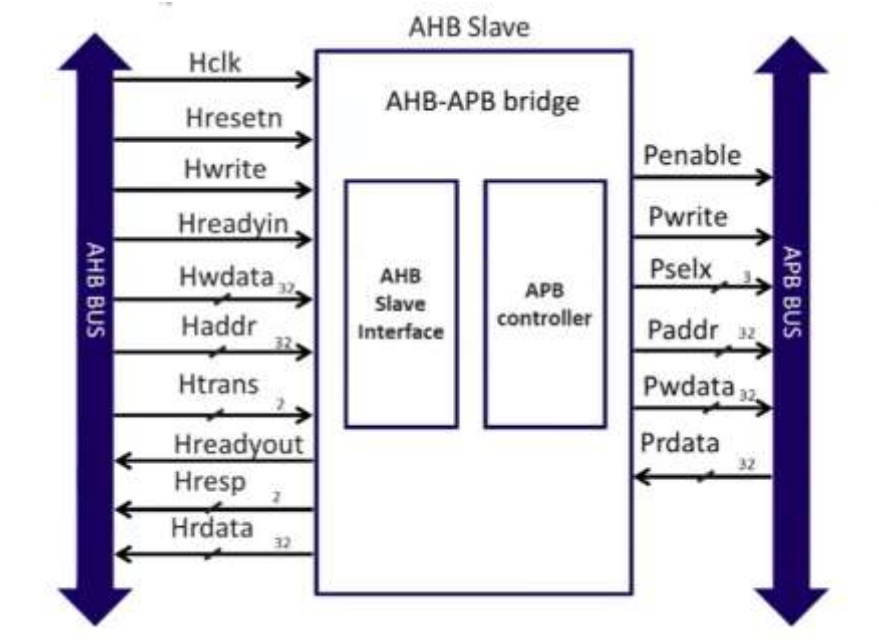 AHB Slave
AHB-APB bridge
AHB BUS
Hclk
Hresetn
Hwrite
Hreadyin
Hwdata 32
Haddr 32
Htrans 2
Hreadyout
Hresp 2
Hrdata 32
AHB
Slave
Interface
APB
controller
Penable
Pwrite
Pselx 3
Paddr 32
Pwdata 32
Prdata 32
APB BUS